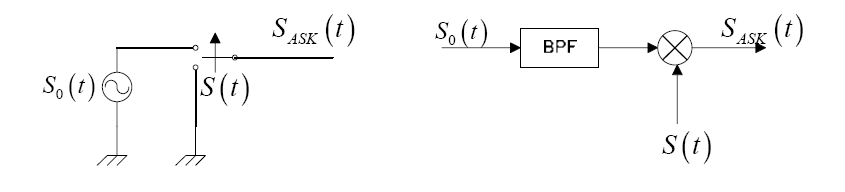 S_ASK(t)
S_0(t)
S(t)
S_0(t)
BPF
S_ASK(t)
S(t)